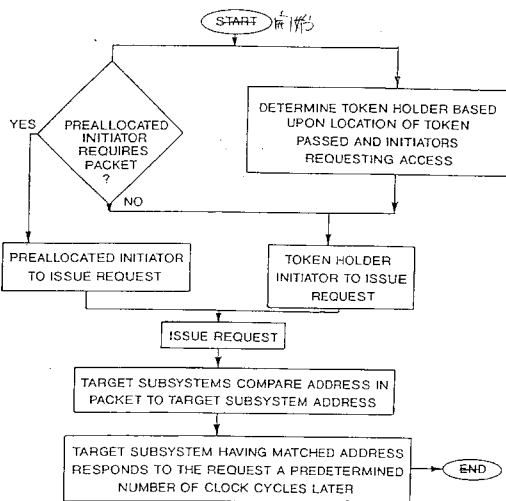 START
YES
PREALLOCATED
INITIATOR
REQUIRES
PACKET
?
NO
DETERMINE TOKEN HOLDER BASED
UPON LOCATION OF TOKEN
PASSED AND INITIATORS
REQUESTING ACCESS
PREALLOCATED INITIATOR
TO ISSUE REQUEST
TOKEN HOLDER
INITIATOR TO ISSUE
REQUEST
ISSUE REQUEST
TARGET SUBSYSTEMS COMPARE ADDRESS IN
PACKET TO TARGET SUBSYSTEM ADDRESS
TARGET SUBSYSTEM HAVING MATCHED ADDRESS
RESPONDS TO THE REQUEST A PREDETERMINED
NUMBER OF CLOCK CYCLES LATER
END